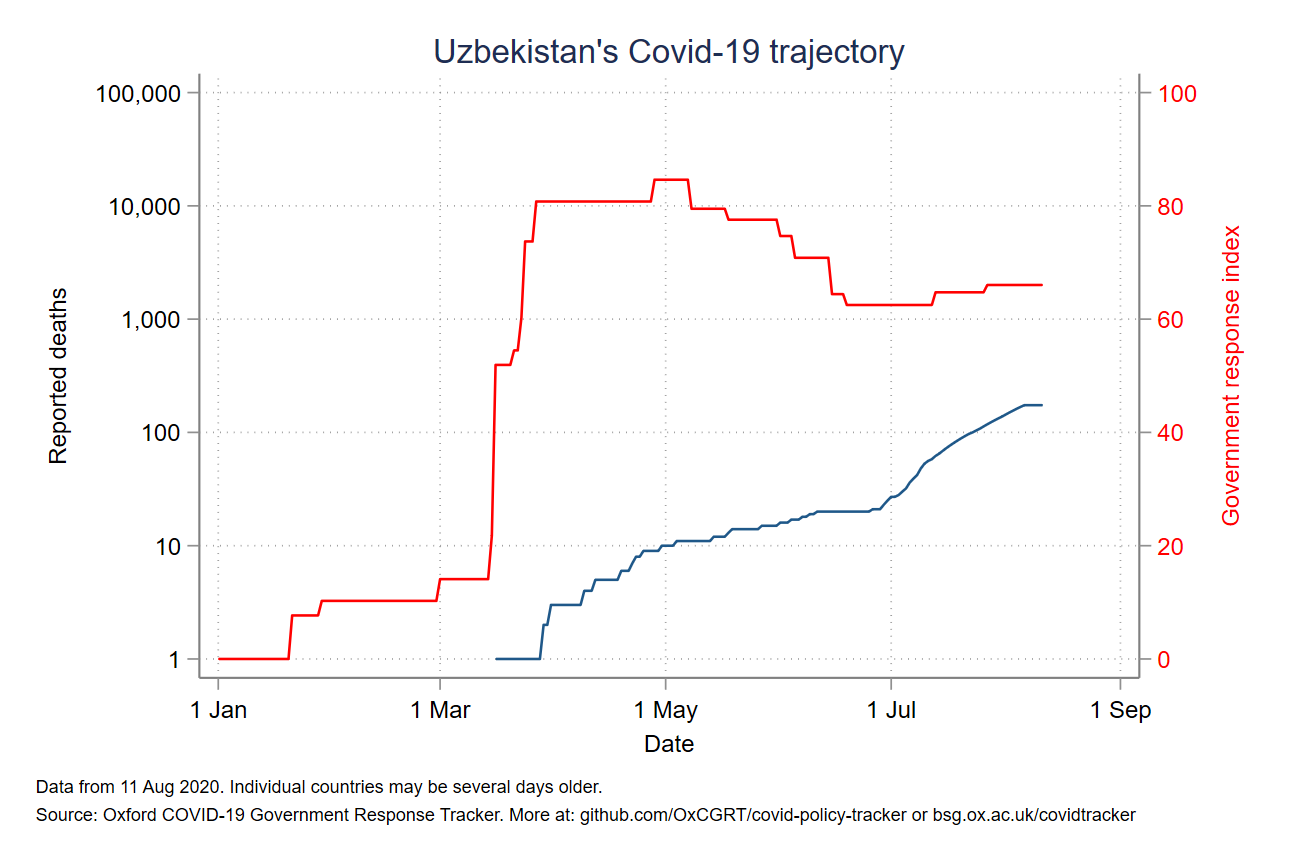 Uzbekistan's Covid-19 trajectory
100,000
10,000
1,000
100
10
1
Reported deaths
100
80
60
40
20
0
Government response index
1 Jan
1 Mar
1 May
1 Jul
1 Sep
Date
Data from 11 Aug 2020. Individual countries may be several days older.
Source: Oxford COVID-19 Government Response Tracker. More at: github.com/OxCGRT/covid-policy-tracker or bsg.ox.ac.uk/covidtracker